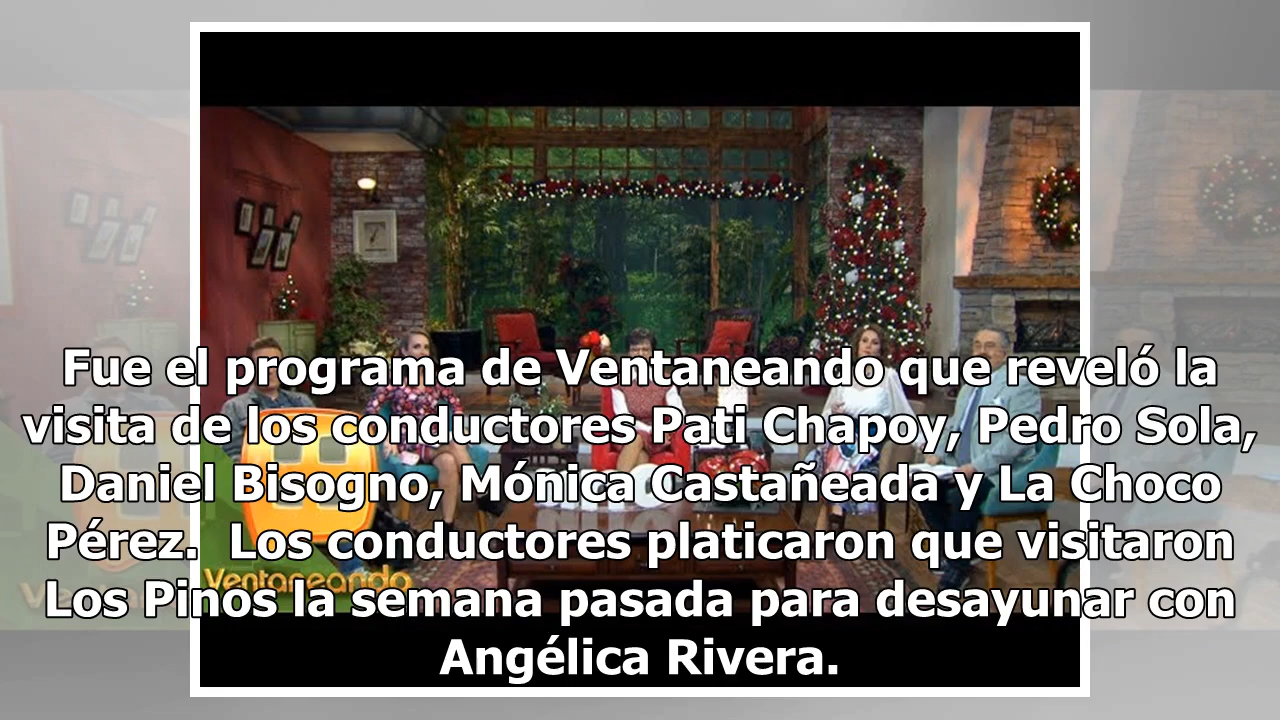 Fue el programa de Ventaneando que reveló la
visita de los conductores Pati Chapoy, Pedro Sola,
Daniel Bisogno, Mónica Castañeada y La Choco
Pérez.  Los conductores platicaron que visitaron
Ventaneando
Los Pinos la semana pasada para desayunar con
Angélica Rivera.